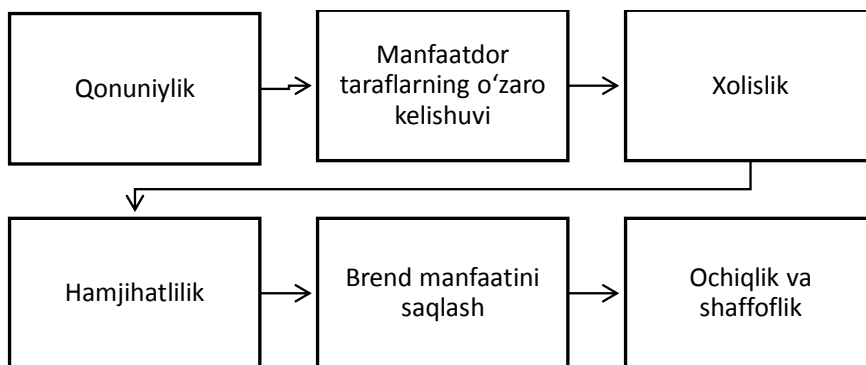 Qonuniylik
Manfaatdor
taraflarning o‘zaro
kelishuvi
Xolislik
Hamjihatlilik
Brend manfaatini
saqlash
Ochiqlik va
shaffoflik